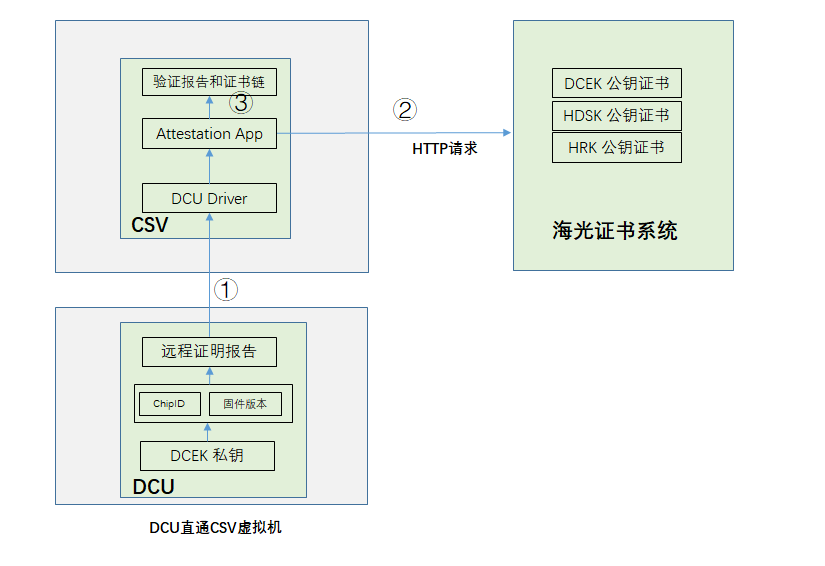 验证报告和证书链
③
Attestation App
DCU Driver
CSV
②
HTTP请求
DCEK 公钥证书
HDSK 公钥证书
HRK 公钥证书
海光证书系统
①
远程证明报告
ChipID
固件版本
DCEK 私钥
DCU
DCU直通CSV虚拟机